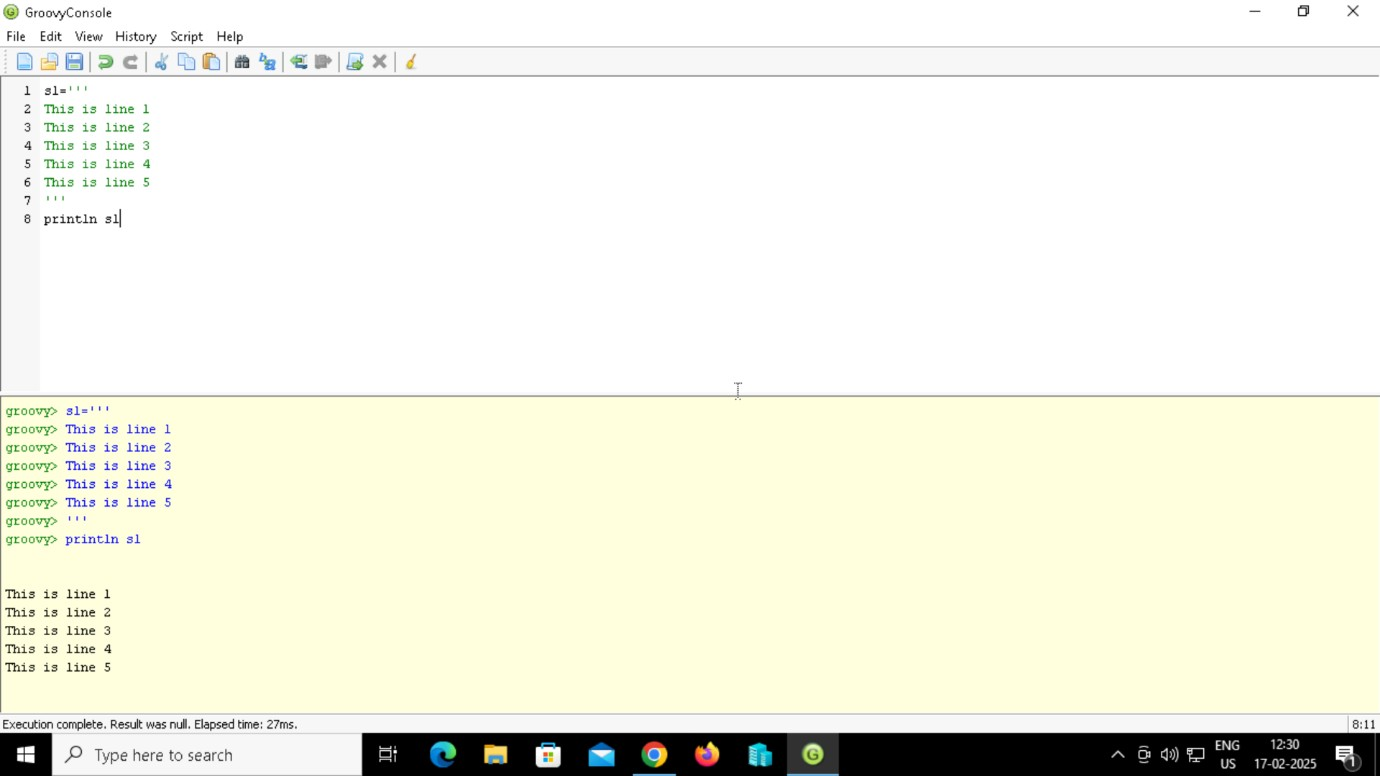 GroovyConsole
File Edit View History Script Help
1 sl='''
2 This is line 1
3 This is line 2
4 This is line 3
5 This is line 4
6 This is line 5
7 '''
8 println sl
groovy> sl='''
groovy> This is line 1
groovy> This is line 2
groovy> This is line 3
groovy> This is line 4
groovy> This is line 5
groovy> '''
groovy> println sl
This is line 1
This is line 2
This is line 3
This is line 4
This is line 5
Execution complete. Result was null. Elapsed time: 27ms. 8:11
Type here to search
ENG 12:30
US 17-02-2025 1